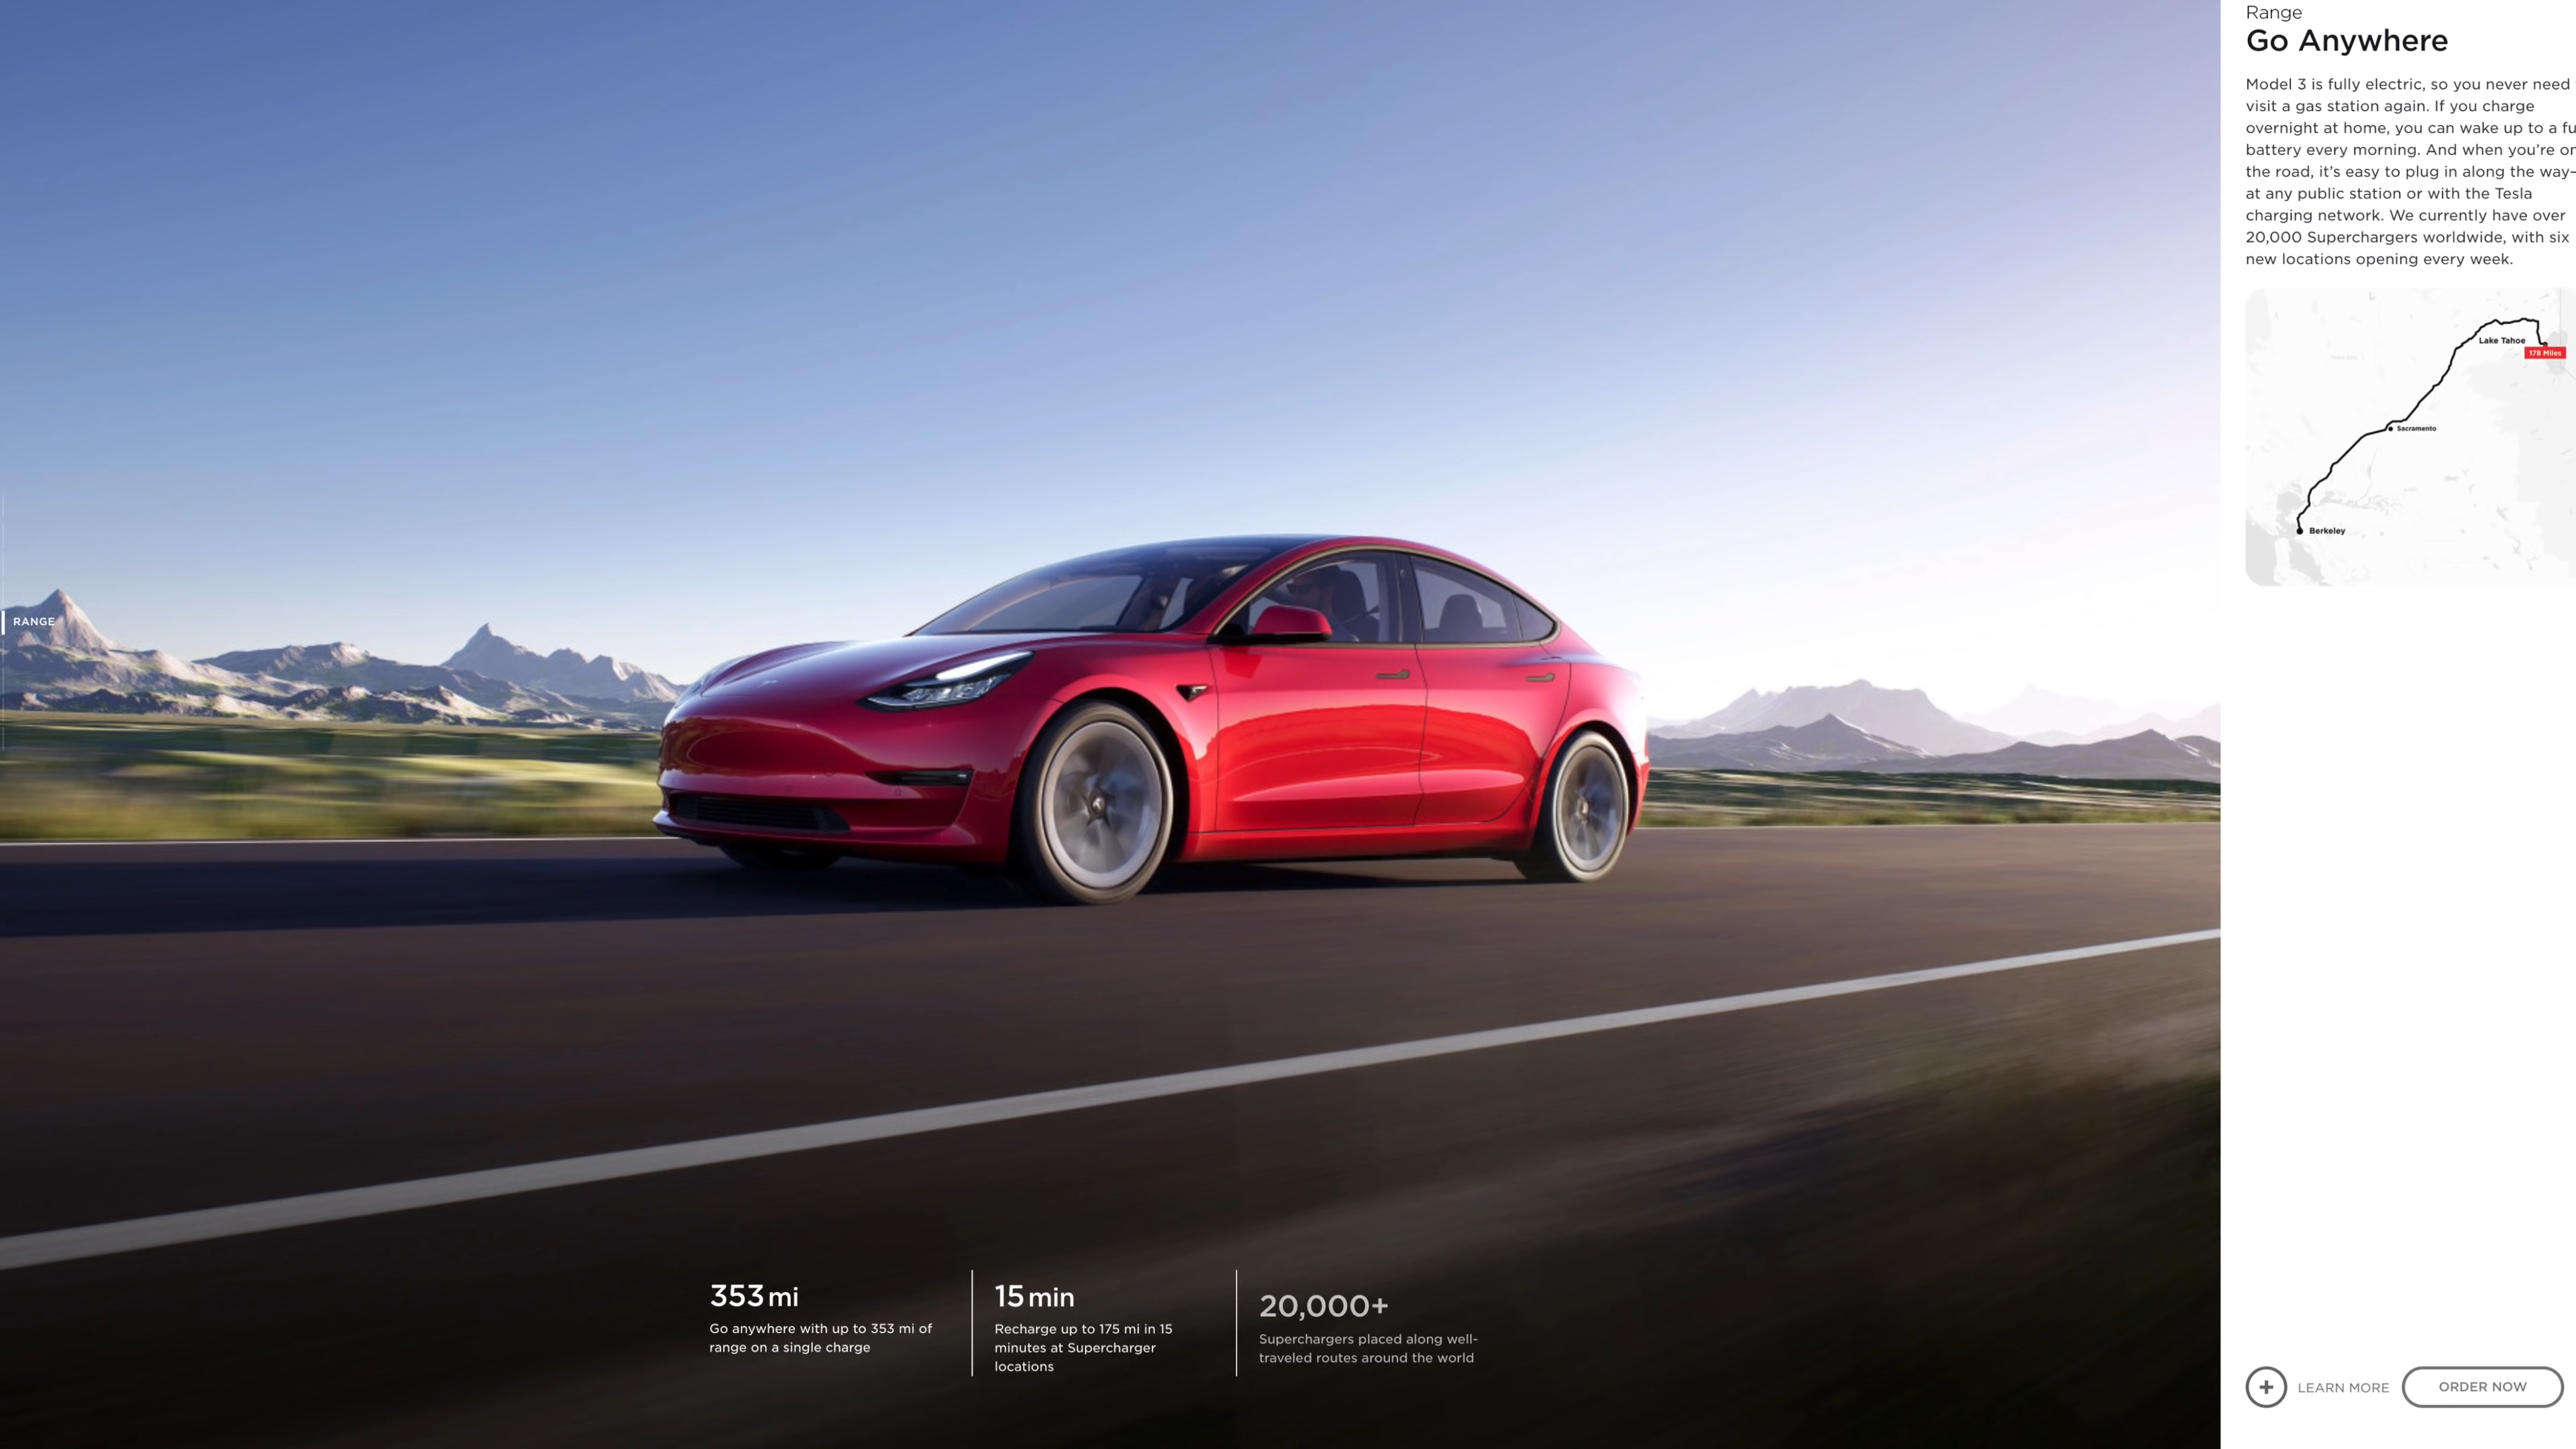 RANGE
353 mi
Go anywhere with up to 353 mi of
range on a single charge
15 min
Recharge up to 175 mi in 15
minutes at Supercharger
locations
20,000+
Superchargers placed along well-
traveled routes around the world
Range
Go Anywhere
Model 3 is fully electric, so you never need
visit a gas station again. If you charge
overnight at home, you can wake up to a fu
battery every morning. And when you’re or
the road, it’s easy to plug in along the way–
at any public station or with the Tesla
charging network. We currently have over
20,000 Superchargers worldwide, with six
new locations opening every week.
Lake Tahoe
178 Miles
Sacramento
Berkeley
LEARN MORE
ORDER NOW